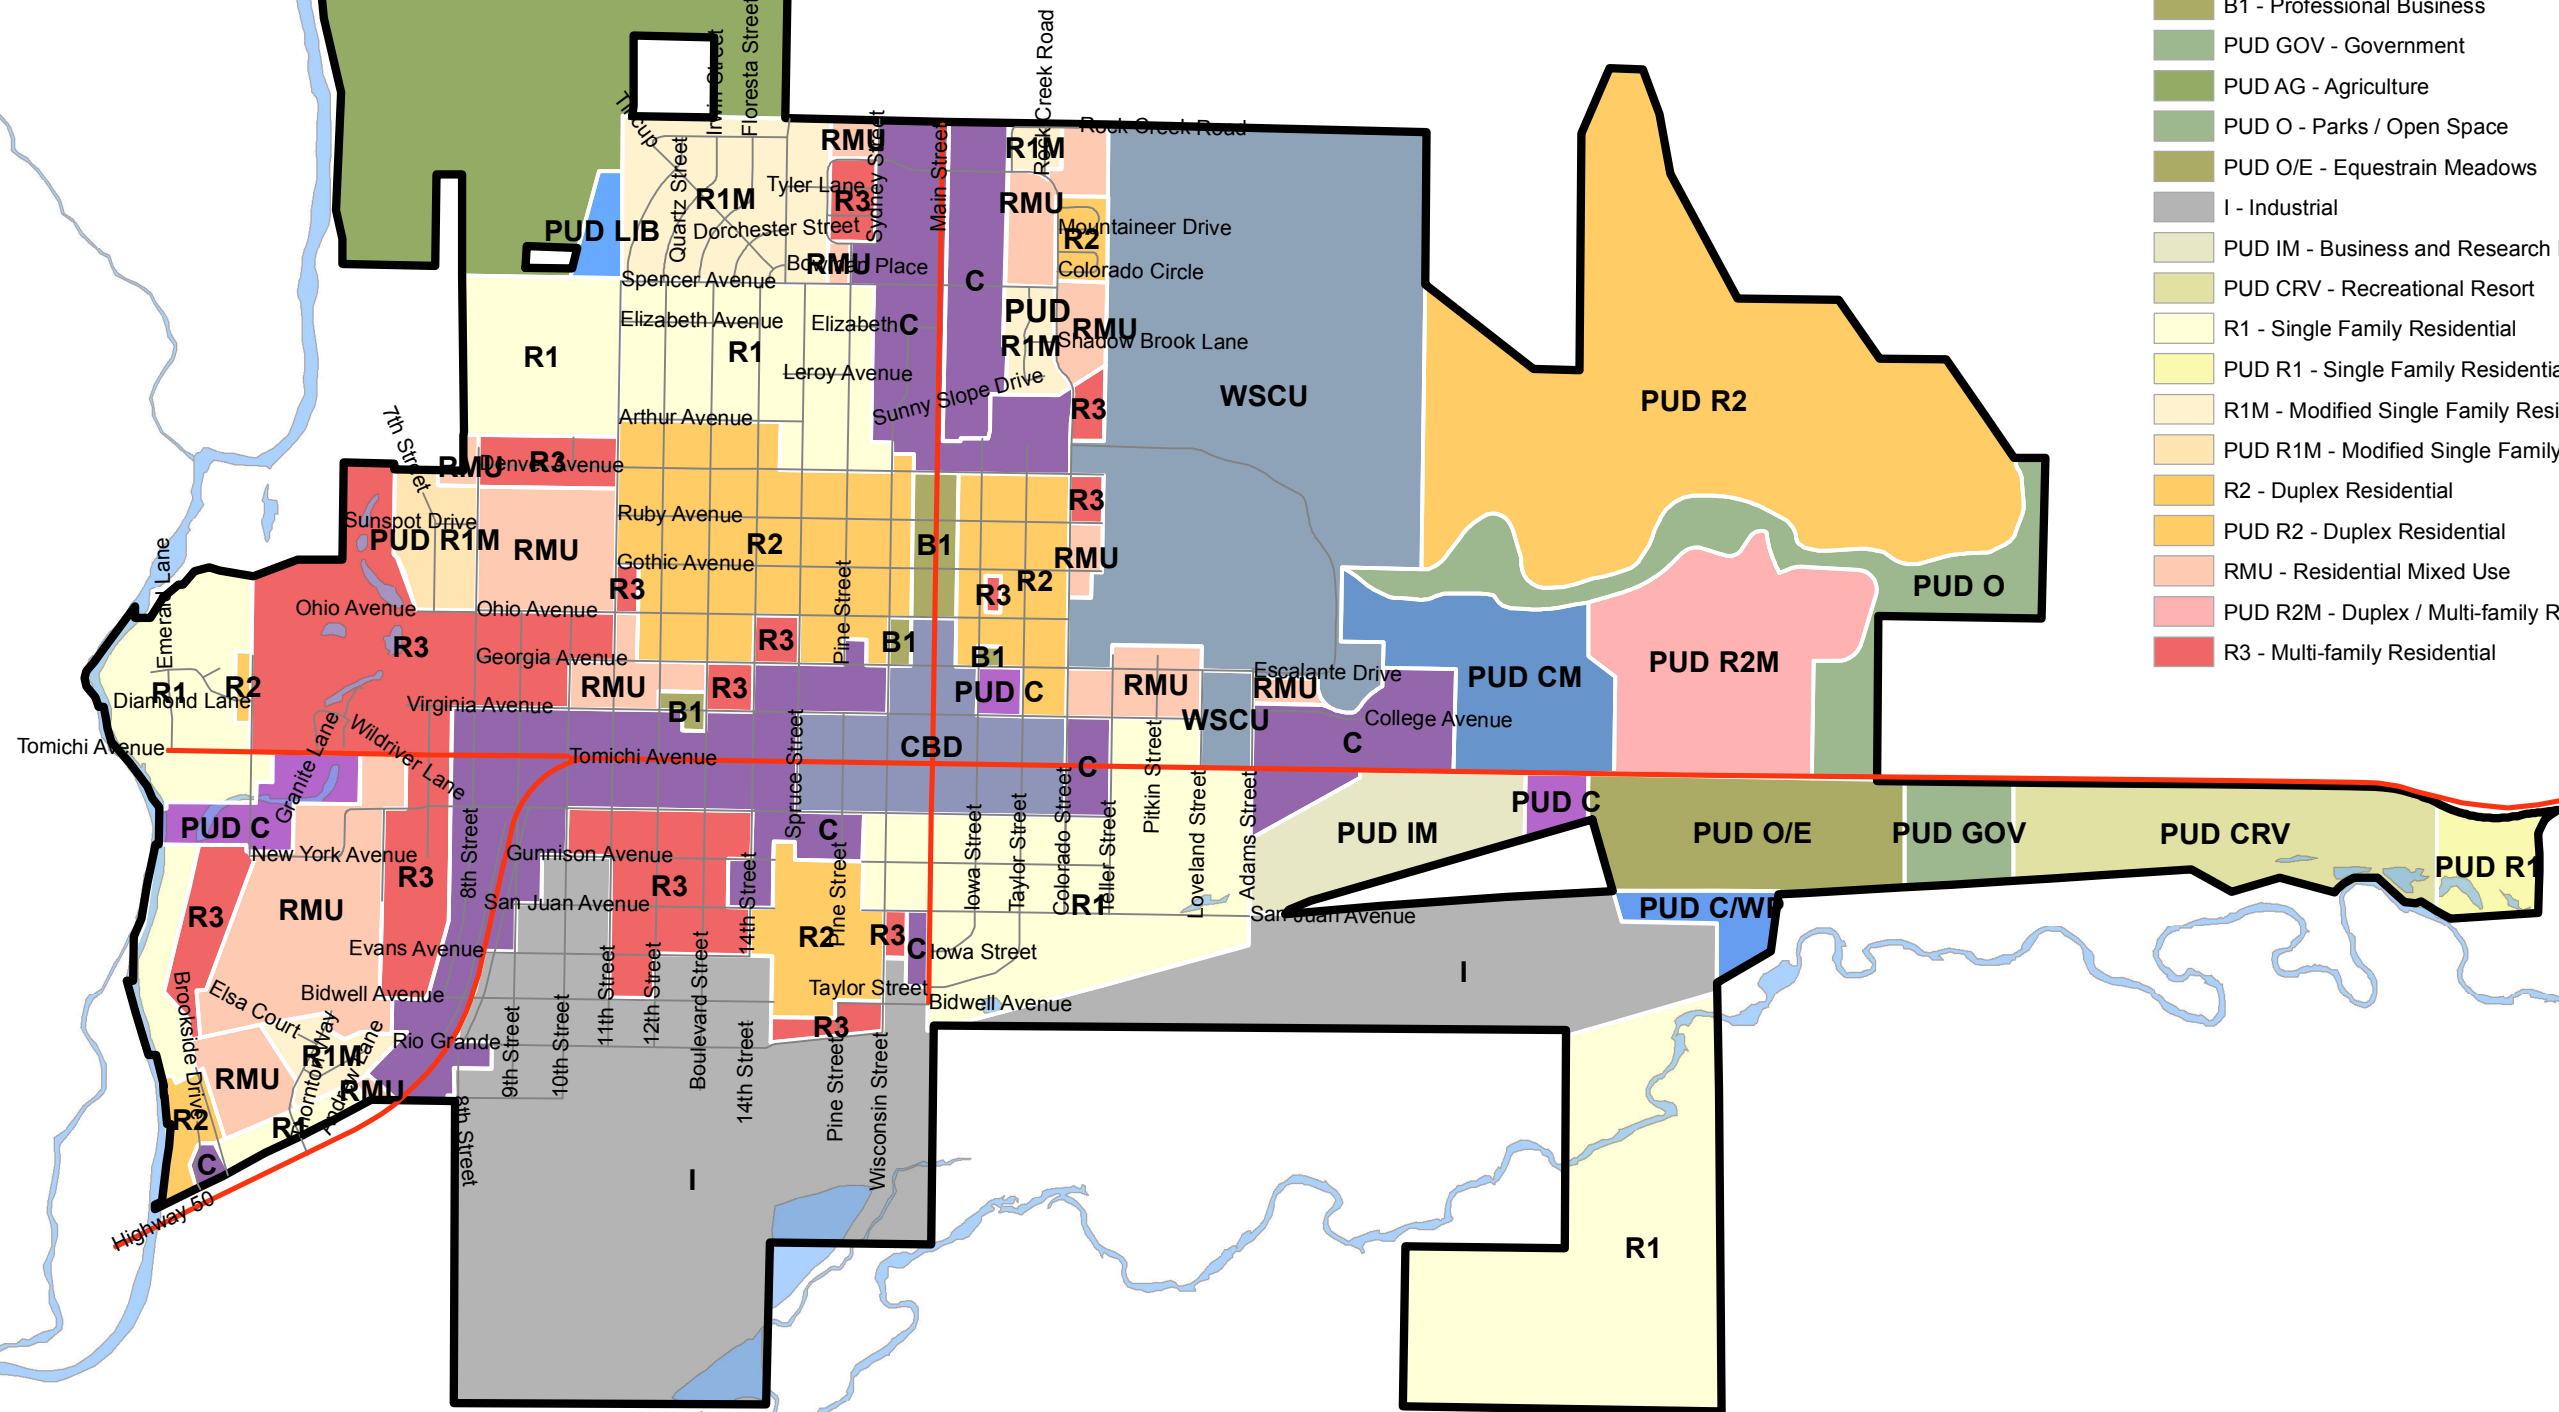 B1 - Professional Business
PUD GOV - Government
PUD AG - Agriculture
PUD O - Parks / Open Space
PUD O/E - Equestrain Meadows
I - Industrial
PUD IM - Business and Research
PUD CRV - Recreational Resort
R1 - Single Family Residential
PUD R1 - Single Family Residentia
R1M - Modified Single Family Resi
PUD R1M - Modified Single Family
R2 - Duplex Residential
PUD R2 - Duplex Residential
RMU - Residential Mixed Use
PUD R2M - Duplex / Multi-family R
R3 - Multi-family Residential
Irwin Street
Floresta Street
Rock Creek Road
Tincup
Quartz Street
Sydney Street
Main Street
Rock Creek Road
RMU
R1M
Tyler Lane
R3
R1M
RMU
Dorchester Street
Mountaineer Drive
R2
PUD LIB
Bowman Place
RMU
Colorado Circle
Spencer Avenue
C
PUD
R1M
Elizabeth Avenue
Elizabeth
C
RMU
Shadow Brook Lane
R1
R1
Leroy Avenue
Sunny Slope Drive
WSCU
PUD R2
Arthur Avenue
R3
7th Street
RMU
Denver Avenue
R3
R3
Sunspot Drive
PUD R1M
RMU
Ruby Avenue
R2
B1
RMU
Gothic Avenue
R3
R3
R2
PUD O
Emerald Lane
Ohio Avenue
Ohio Avenue
Pine Street
R3
R3
B1
B1
Georgia Avenue
R1
R2
Diamond Lane
RMU
R3
PUD C
RMU
Escalante Drive
RMU
PUD CM
PUD R2M
Virginia Avenue
B1
WSCU
College Avenue
C
Tomichi Avenue
Granite Lane
Wildriver Lane
Tomichi Avenue
Spruce Street
CBD
C
Pitkin Street
PUD C
8th Street
C
Iowa Street
Taylor Street
Colorado Street
Teller Street
Loveland Street
Adams Street
PUD IM
PUD C
PUD O/E
PUD GOV
PUD CRV
PUD R1
New York Avenue
Gunnison Avenue
R3
R3
14th Street
Pine Street
San Juan Avenue
R1
San Juan Avenue
PUD C/WP
R3
RMU
Evans Avenue
R2
R3
C
Iowa Street
I
Brookside Drive
Elsa Court
Bidwell Avenue
11th Street
12th Street
Boulevard Street
Taylor Street
Bidwell Avenue
R3
R1M
Thornton Way
Andrew Lane
Rio Grande
9th Street
10th Street
14th Street
Pine Street
Wisconsin Street
RMU
RMU
R2
R1
8th Street
C
I
Highway 50
R1